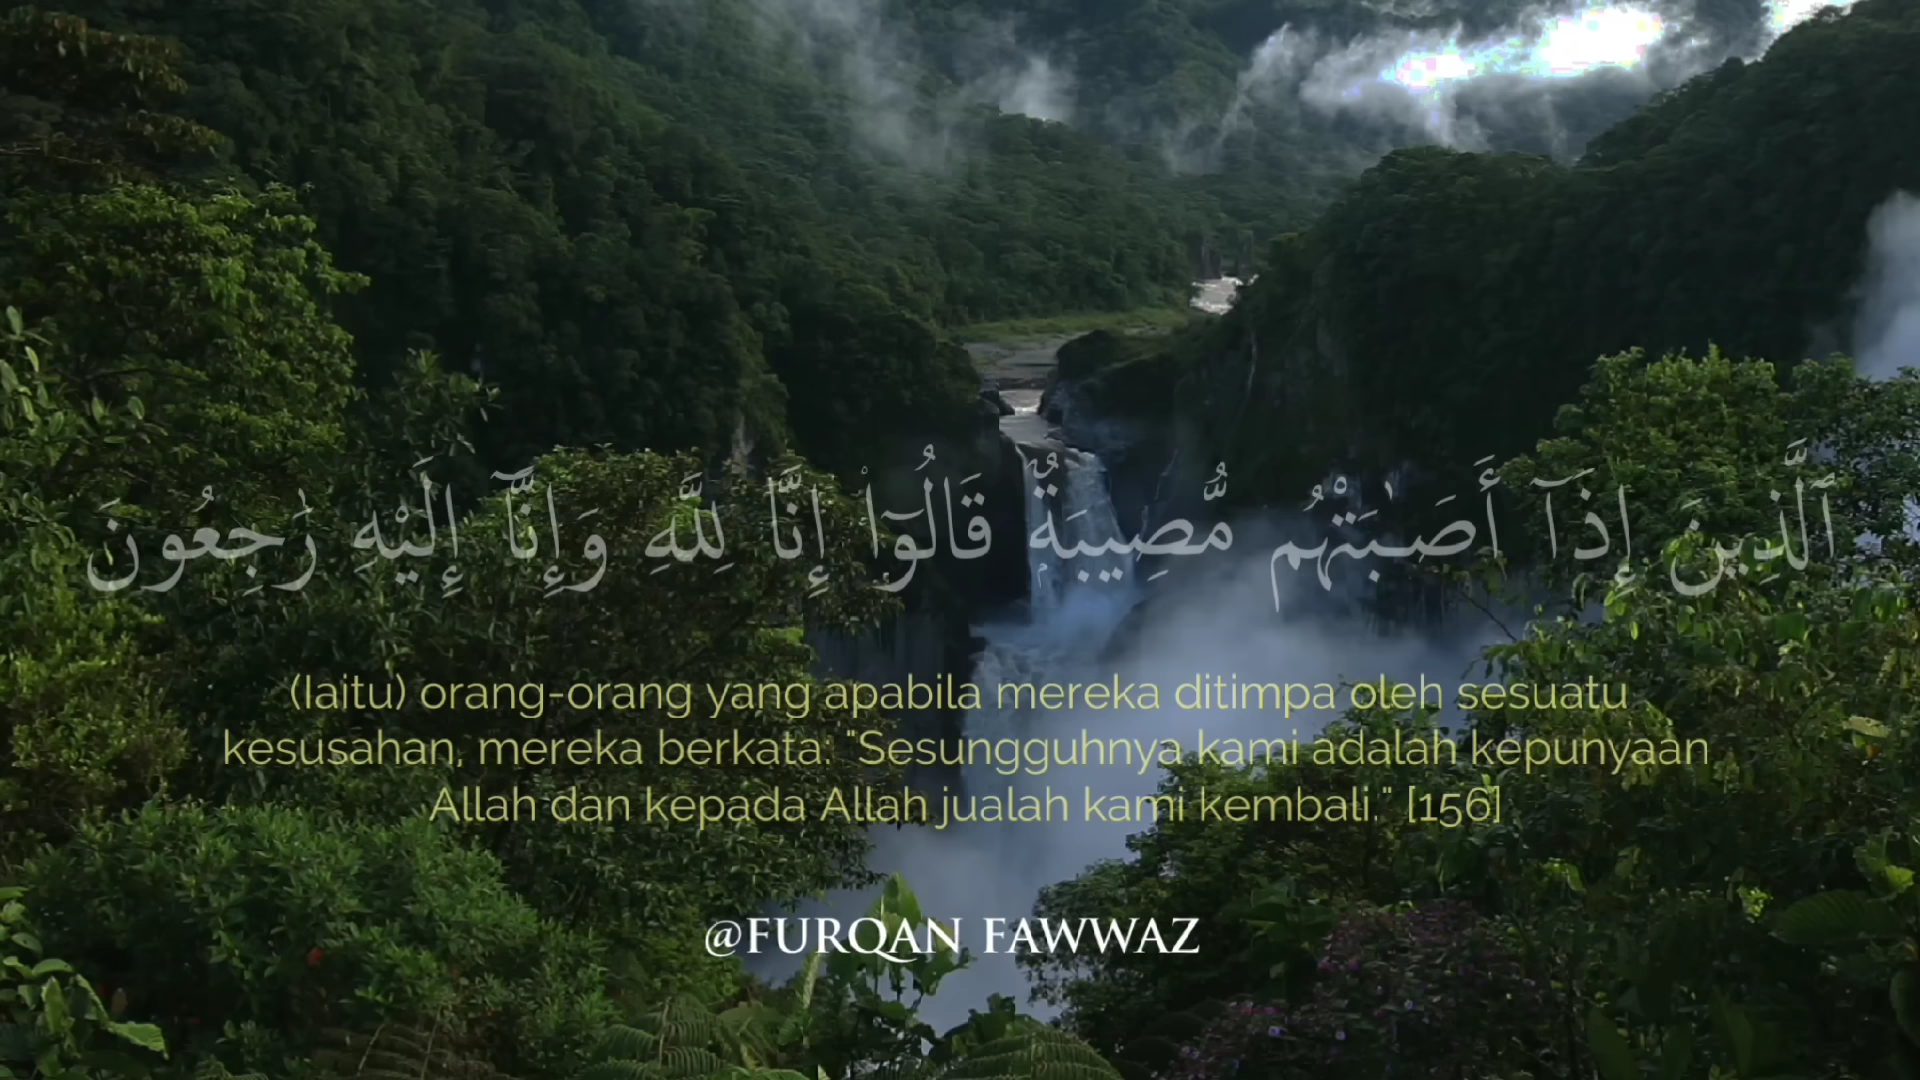 ٱلَّذِينَ إِذَآ أَصَـٰبَتْهُم مُّصِيبَةٌۭ قَالُوٓا۟ إِنَّا لِلَّهِ وَإِنَّآ إِلَيْهِ رَٰجِعُونَ
(Iaitu) orang-orang yang apabila mereka ditimpa oleh sesuatu
kesusahan, mereka berkata: "Sesungguhnya kami adalah kepunyaan
Allah dan kepada Allah jualah kami kembali." [156]
@FURQAN FAWWAZ